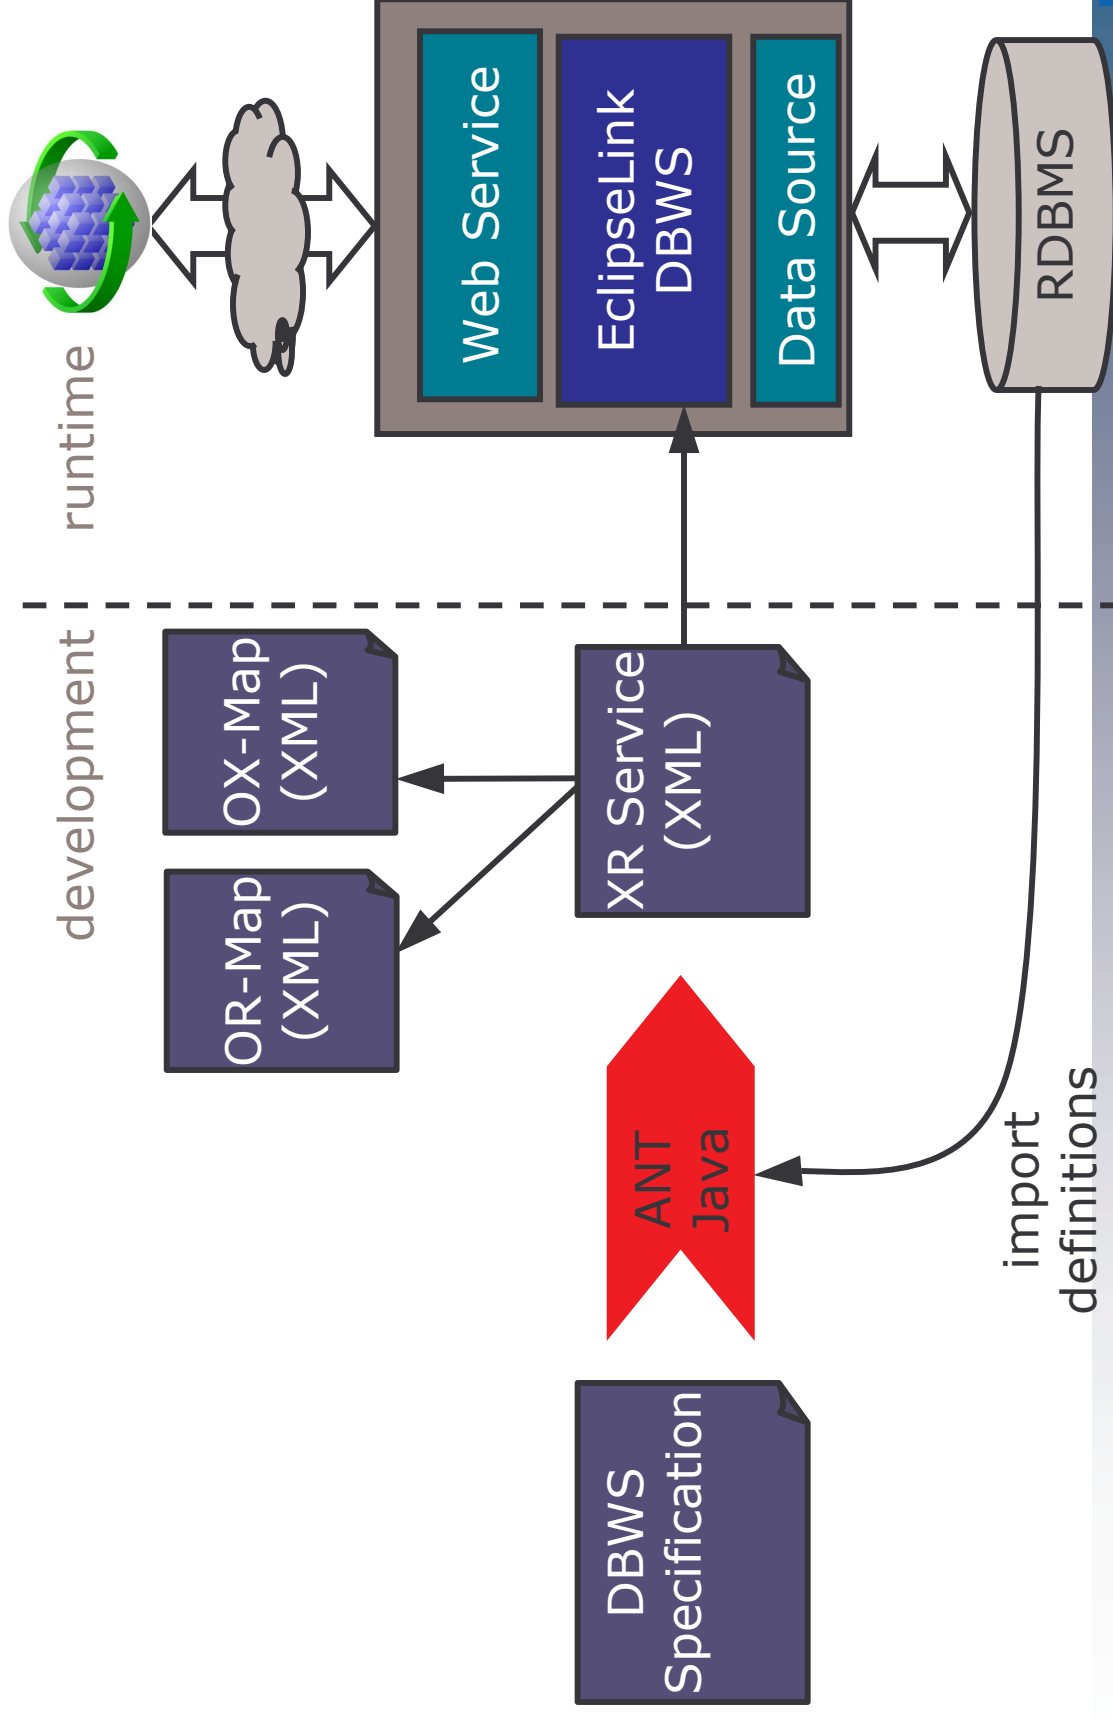 development
runtime
OR-Map
(XML)
OX-Map
(XML)
Web Service
EclipseLink
DBWS
Data Source
DBWS
Specification
ANT
Java
XR Service
(XML)
import
definitions
RDBMS